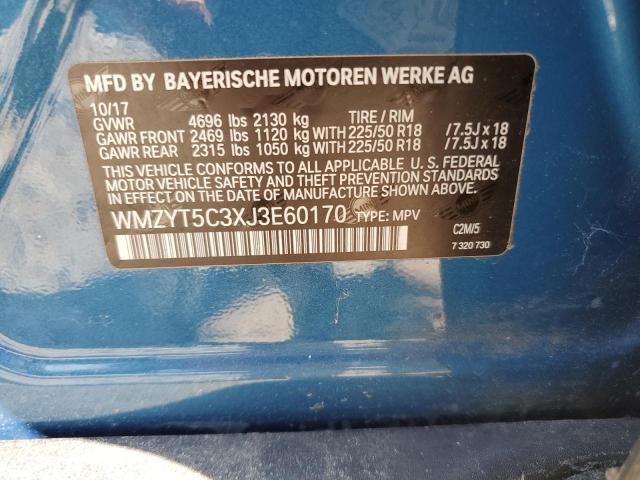 MFD BY BAYERISCHE MOTOREN WERKE AG
10/17
GVWR 4696 lbs 2130 kg TIRE / RIM
GAWR FRONT 2469 lbs 1120 kg WITH 225/50 R18 / 7.5J x 18
GAWR REAR 2315 lbs 1050 kg WITH 225/50 R18 / 7.5J x 18
THIS VEHICLE CONFORMS TO ALL APPLICABLE U. S. FEDERAL
MOTOR VEHICLE SAFETY AND THEFT PREVENTION STANDARDS
IN EFFECT ON THE DATE OF MANUFACTURE SHOWN ABOVE.
WMZYT5C3XJ3E60170 TYPE: MPV
C2M/5
7 320 730